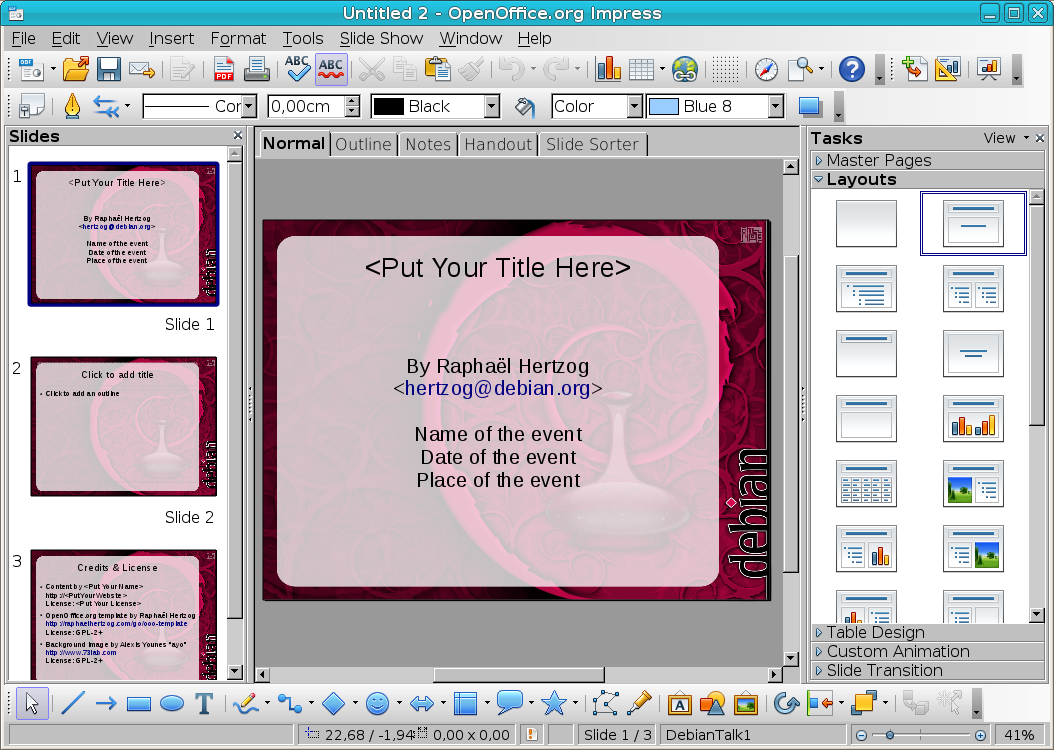 Untitled 2 - OpenOffice.org Impress
File Edit View Insert Format Tools Slide Show Window Help
PDF ABC ABC
Cor 0,00cm Black Color Blue 8
Slides
1
<Put Your Title Here>
By Raphaël Hertzog
<hertzog@debian.org>
Name of the event
Date of the event
Place of the event
debian
Slide 1
2
Click to add title
• Click to add an outline
debian
Slide 2
3
Credits & License
• Content by <Put Your Name>
http://<PutYourWebsite>
License: <Put Your License>
• OpenOffice.org template by Raphaël Hertzog
http://raphaelhertzog.com/go/ooo-template
License: GPL-2+
• Background image by Alexis Younes "ayo"
http://www.73lab.com
License: GPL-2+
Normal Outline Notes Handout Slide Sorter
<Put Your Title Here>
By Raphaël Hertzog
<hertzog@debian.org>
Name of the event
Date of the event
Place of the event
debian
Tasks View
Master Pages
Layouts
Table Design
Custom Animation
Slide Transition
T A
22,68 / -1,94 0,00 x 0,00 Slide 1 / 3 DebianTalk1 41%